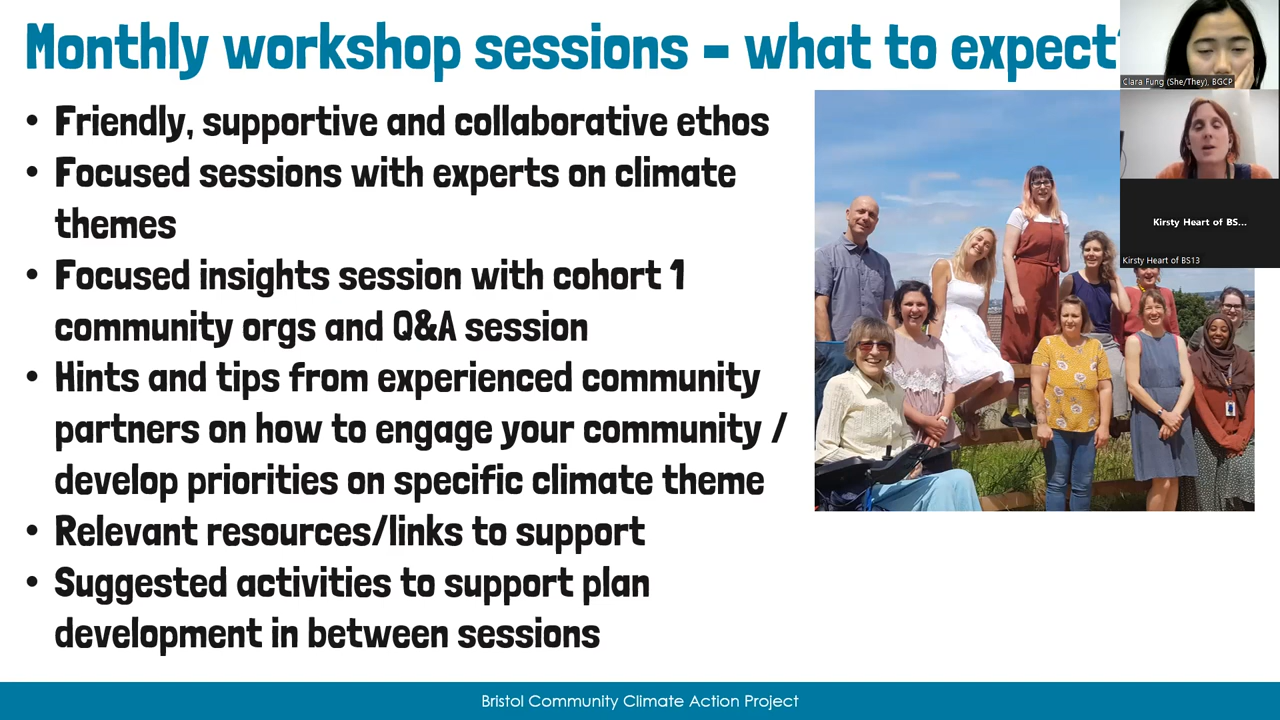 Monthly workshop sessions – what to expect?
Clara Fung (She/They), BGCP
• Friendly, supportive and collaborative ethos
• Focused sessions with experts on climate
themes
Kirsty Heart of BS...
Kirsty Heart of BS13
• Focused insights session with cohort 1
community orgs and Q&A session
• Hints and tips from experienced community
partners on how to engage your community /
develop priorities on specific climate theme
• Relevant resources/links to support
• Suggested activities to support plan
development in between sessions
Bristol Community Climate Action Project